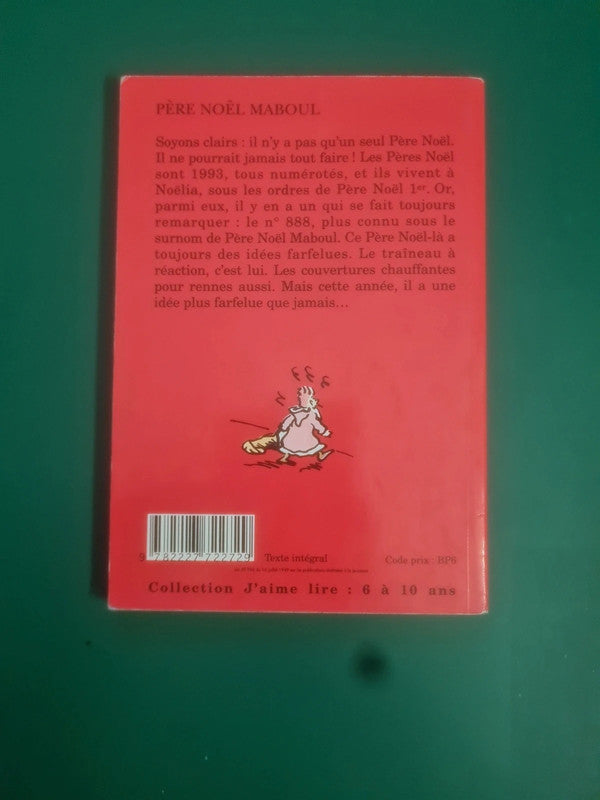 PÈRE NOËL MABOUL
Soyons clairs : il n'y a pas qu'un seul Père Noël.
Il ne pourrait jamais tout faire ! Les Pères Noël
sont 1993, tous numérotés, et ils vivent à
Noëlia, sous les ordres de Père Noël 1er. Or,
parmi eux, il y en a un qui se fait toujours
remarquer : le n° 888, plus connu sous le
surnom de Père Noël Maboul. Ce Père Noël-là a
toujours des idées farfelues. Le traîneau à
réaction, c'est lui. Les couvertures chauffantes
pour rennes aussi. Mais cette année, il a une
idée plus farfelue que jamais...
9 782227 722729
Texte intégral
Code prix : BP6
Collection J'aime lire : 6 à 10 ans